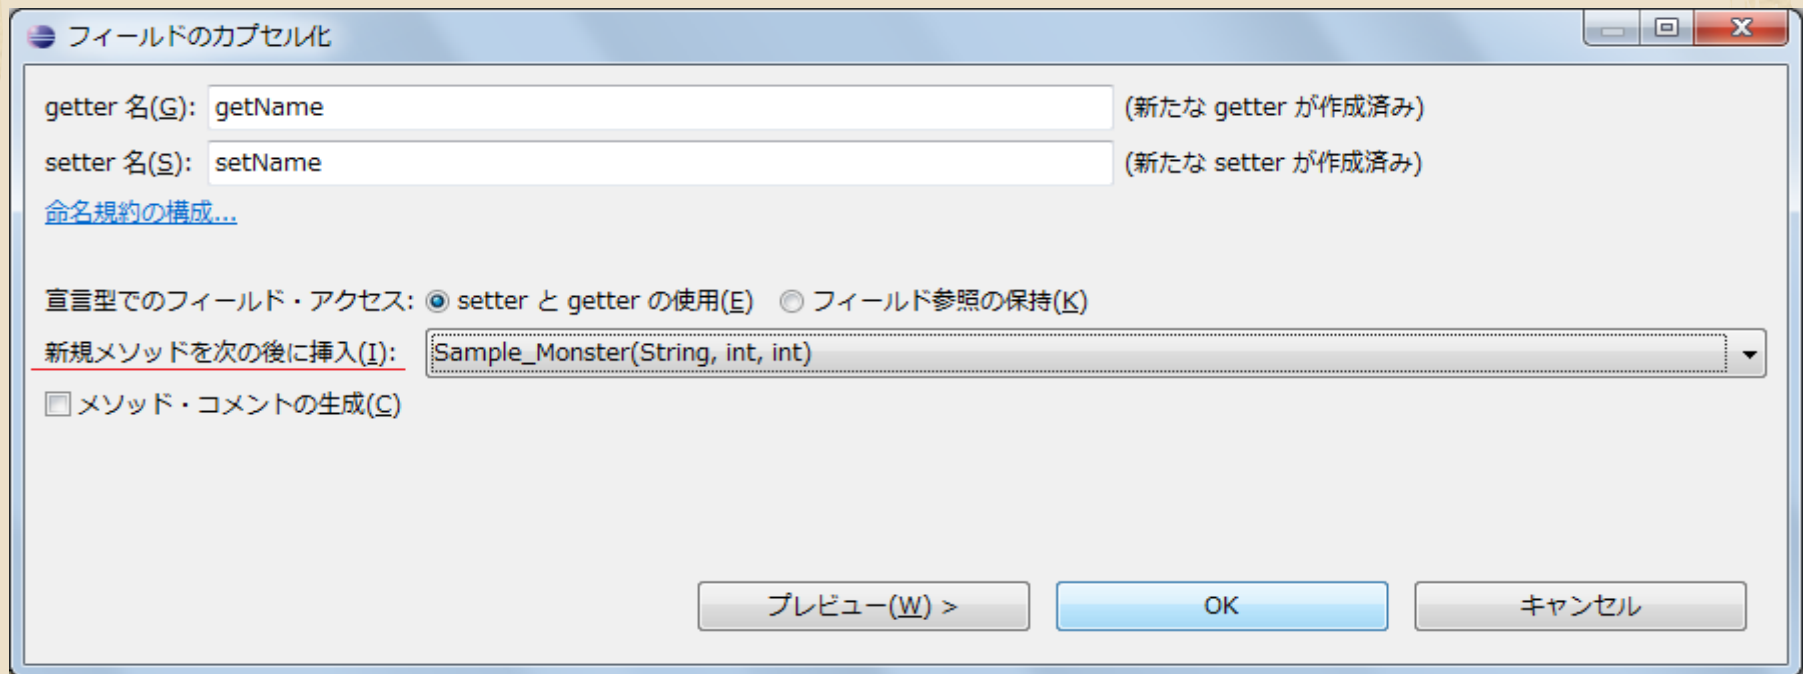 フィールドのカプセル化
getter 名(G): getName (新たな getter が作成済み)
setter 名(S): setName (新たな setter が作成済み)
命名規約の構成...
宣言型でのフィールド・アクセス: setter と getter の使用(E) フィールド参照の保持(K)
新規メソッドを次の後に挿入(I): Sample_Monster(String, int, int)
メソッド・コメントの生成(C)
プレビュー(W) > OK キャンセル